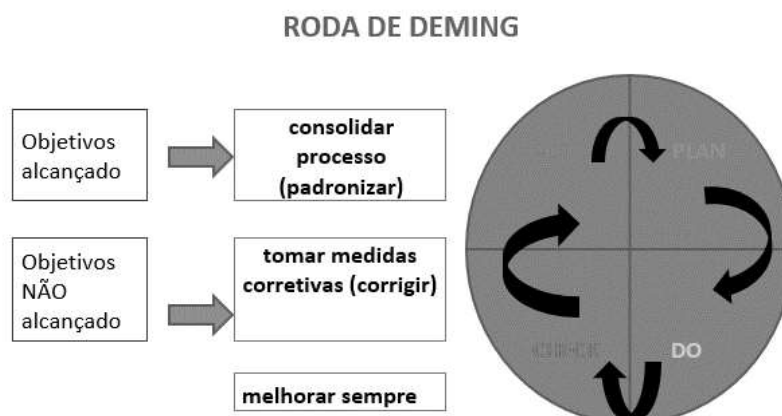 RODA DE DEMING
Objetivos
alcançado
consolidar
processo
(padronizar)
PLAN
Objetivos
NÃO
alcançado
tomar medidas
corretivas (corrigir)
CHECK
DO
melhorar sempre